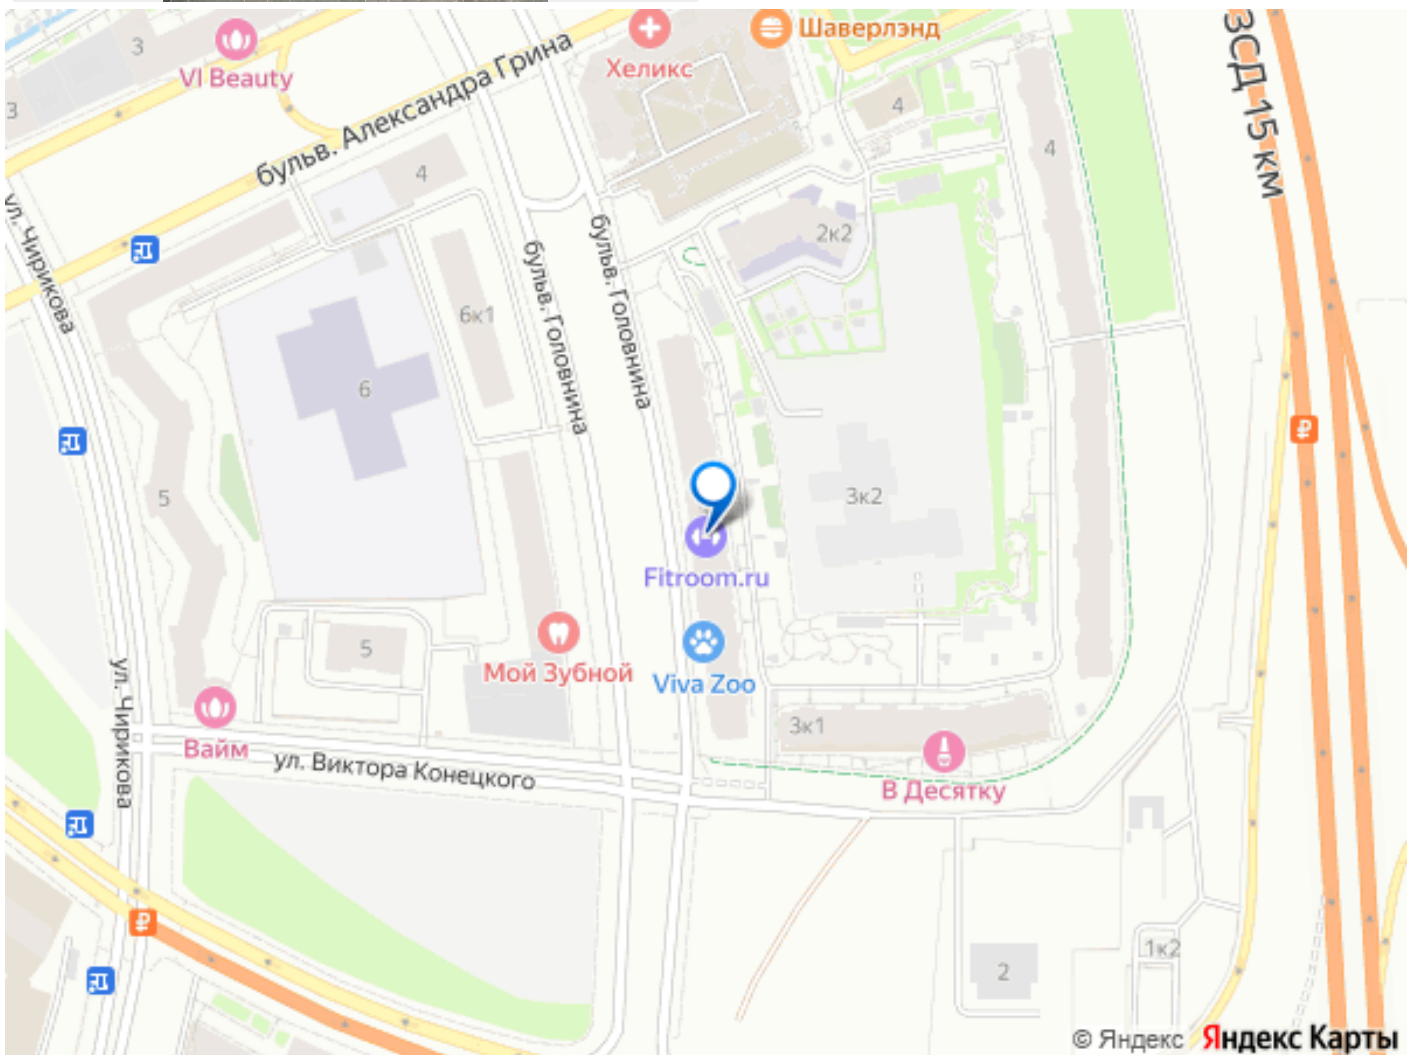 3
VI Beauty
3
Хеликс
Шаверлэнд
ЗСД 15 км
бульв. Александра Грина
4
4
4
ул. Чирикова
2к2
бульв. Головнина
бульв. Головнина
6к1
6
₽
5
3к2
Fitroom.ru
5
Мой Зубной
Viva Zoo
ул. Чирикова
Вайм
3к1
ул. Виктора Конецкого
В Десятку
₽
1к2
2
© Яндекс Яндекс Карты